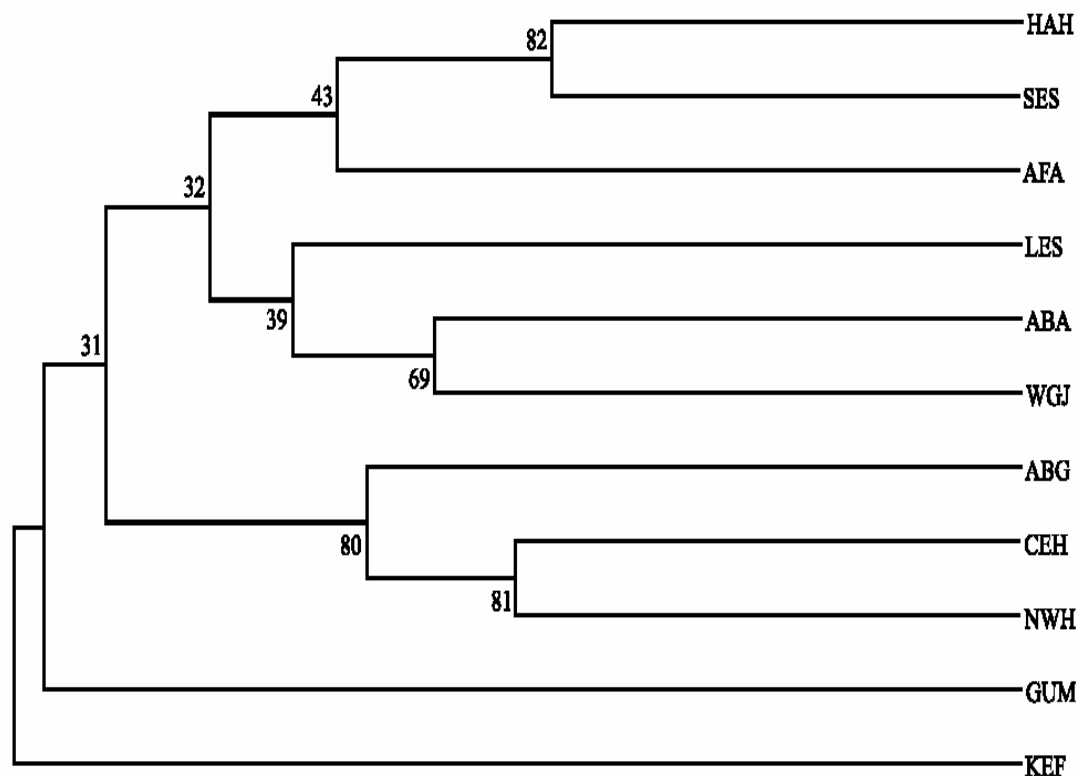 HAH
82
SES
43
AFA
32
LES
39
ABA
31
69
WGJ
ABG
80
CEH
81
NWH
GUM
KEF